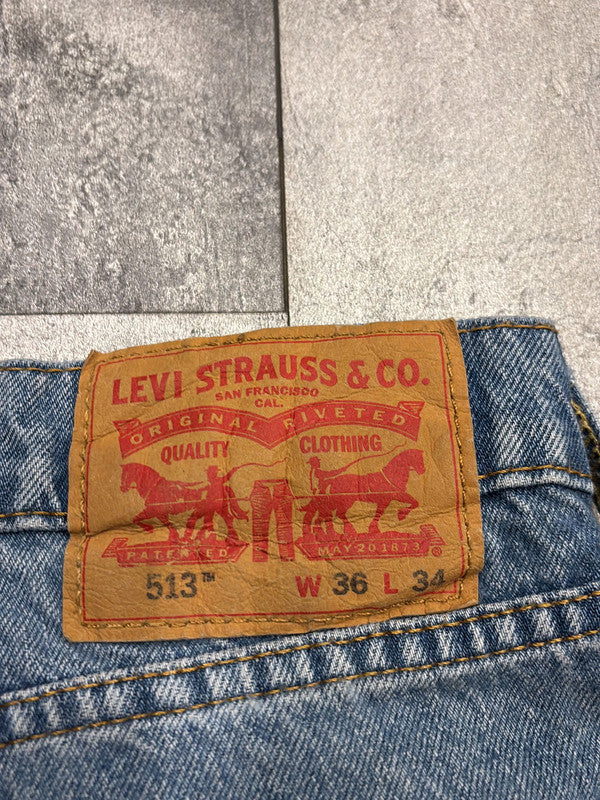 LEVI STRAUSS & CO.
SAN FRANCISCO
CAL.
ORIGINAL RIVETED
QUALITY CLOTHING
PATENTED MAY 20 1873 ®
513™ W 36 L 34